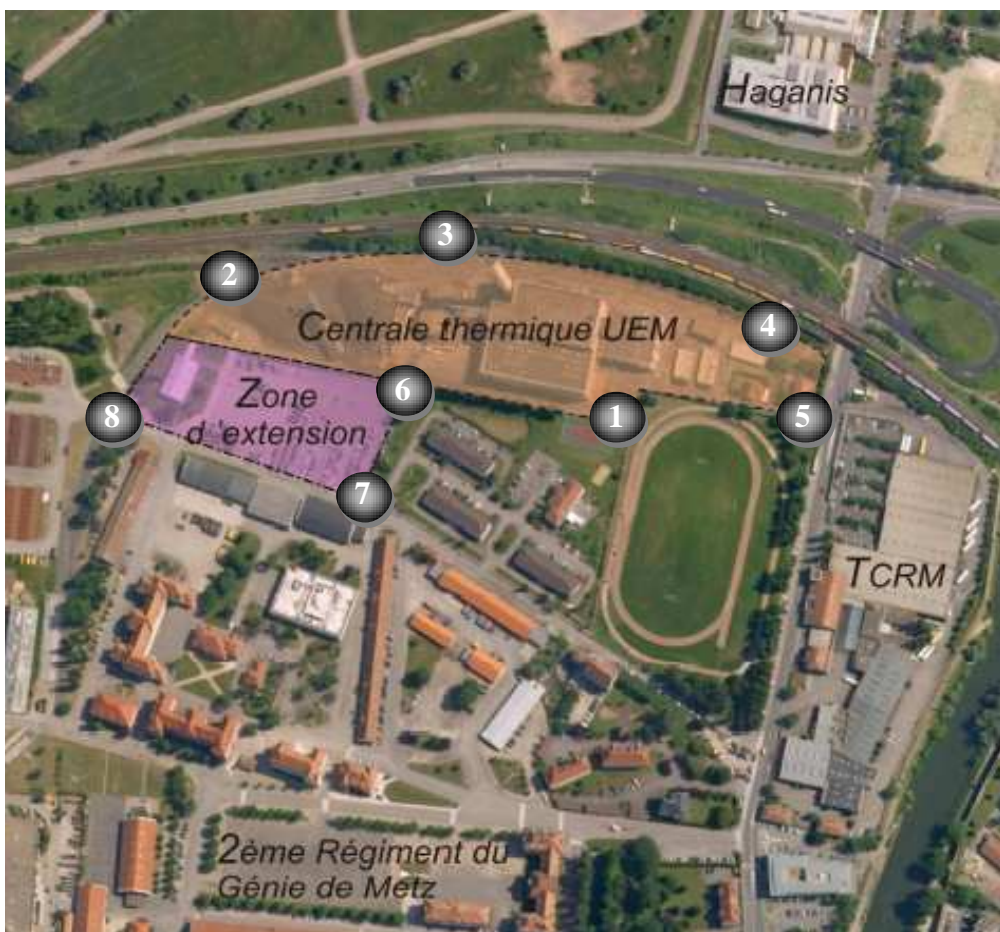 Haganis
3
2
Centrale thermique UEM
4
6
Zone
d'extension
8
1
5
7
TCRM
2ème Régiment du
Génie de Metz